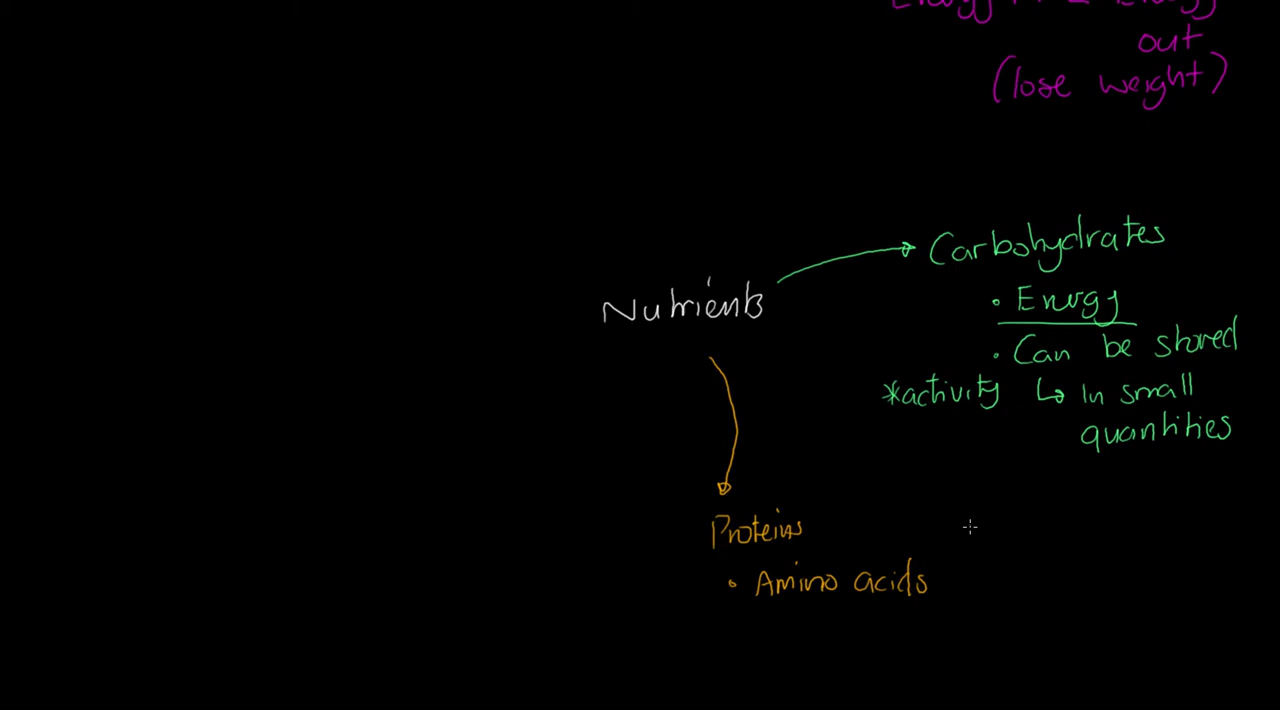 out
(lose weight)
Carbohydrates
• Energy
Nutrients
• Can be stored
*activity ↳ In small
quantities
Proteins
• Amino acids